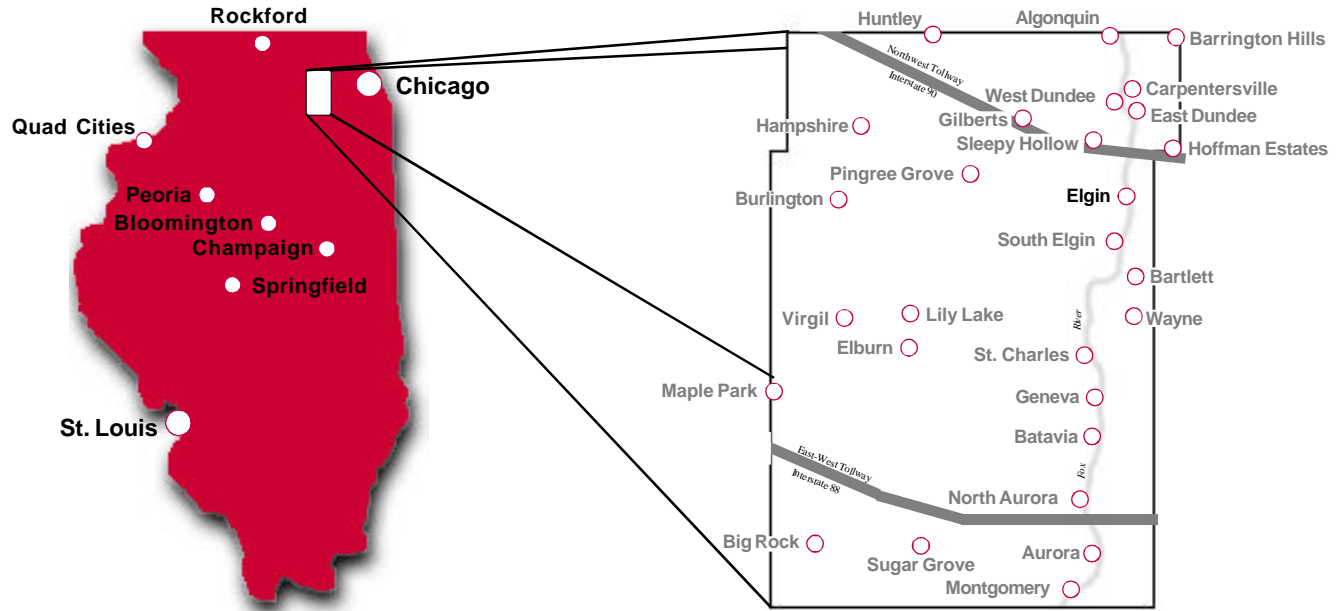 Rockford
Chicago
Quad Cities
Peoria
Bloomington
Champaign
Springfield
St. Louis
Huntley
Algonquin
Barrington Hills
Northwest Tollway
Interstate 90
Carpentersville
West Dundee
East Dundee
Gilberts
Hampshire
Sleepy Hollow
Hoffman Estates
Pingree Grove
Burlington
Elgin
South Elgin
Bartlett
Virgil
Lily Lake
Wayne
River
Elburn
St. Charles
Maple Park
Geneva
Batavia
East-West Tollway
Interstate 88
Fox
North Aurora
Big Rock
Sugar Grove
Aurora
Montgomery